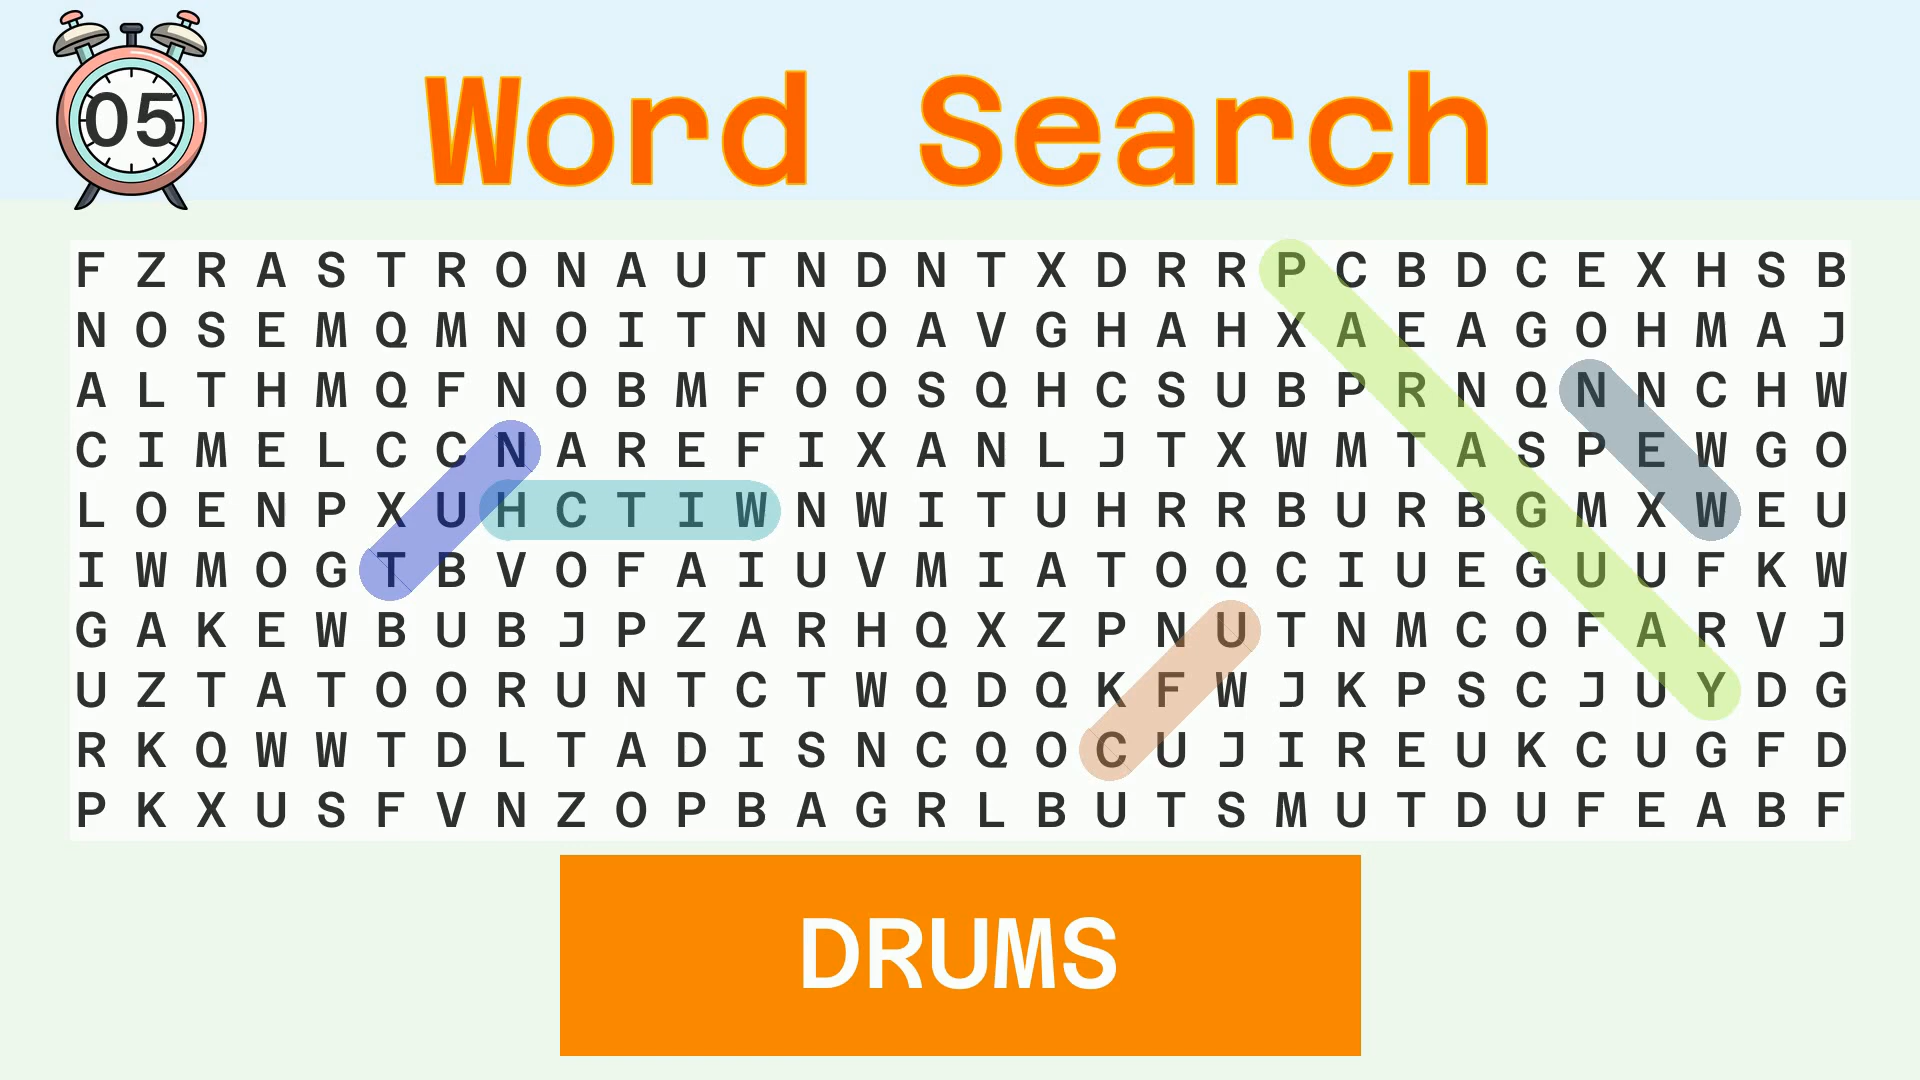 05
Word Search
F Z R A S T R O N A U T N D N T X D R R P C B D C E X H S B
N O S E M Q M N O I T N N O A V G H A H X A E A G O H M A J
A L T H M Q F N O B M F O O S Q H C S U B P R N Q N N C H W
C I M E L C C N A R E F I X A N L J T X W M T A S P E W G O
L O E N P X U H C T I W N W I T U H R R B U R B G M X W E U
I W M O G T B V O F A I U V M I A T O Q C I U E G U U F K W
G A K E W B U B J P Z A R H Q X Z P N U T N M C O F A R V J
U Z T A T O O R U N T C T W Q D Q K F W J K P S C J U Y D G
R K Q W W T D L T A D I S N C Q O C U J I R E U K C U G F D
P K X U S F V N Z O P B A G R L B U T S M U T D U F E A B F
DRUMS